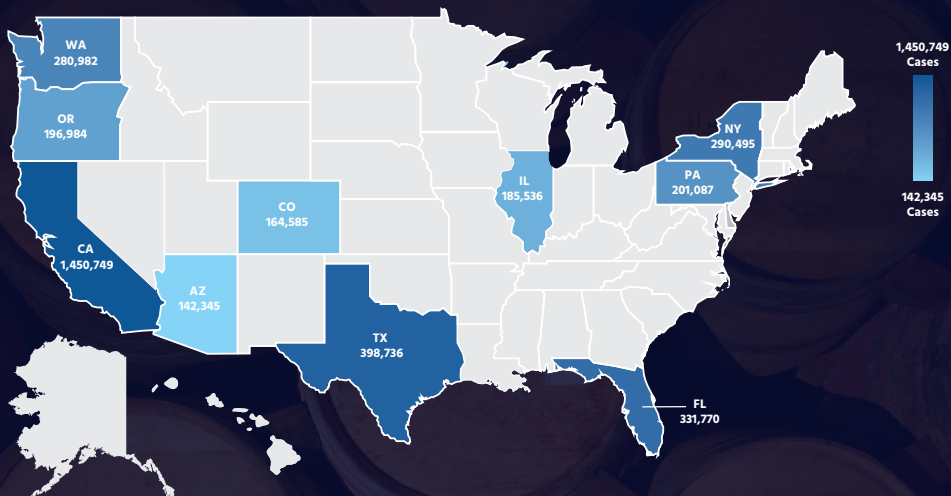 WA
280,982
OR
196,984
CA
1,450,749
AZ
142,345
CO
164,585
TX
398,736
IL
185,536
NY
290,495
PA
201,087
FL
331,770
1,450,749
Cases
142,345
Cases